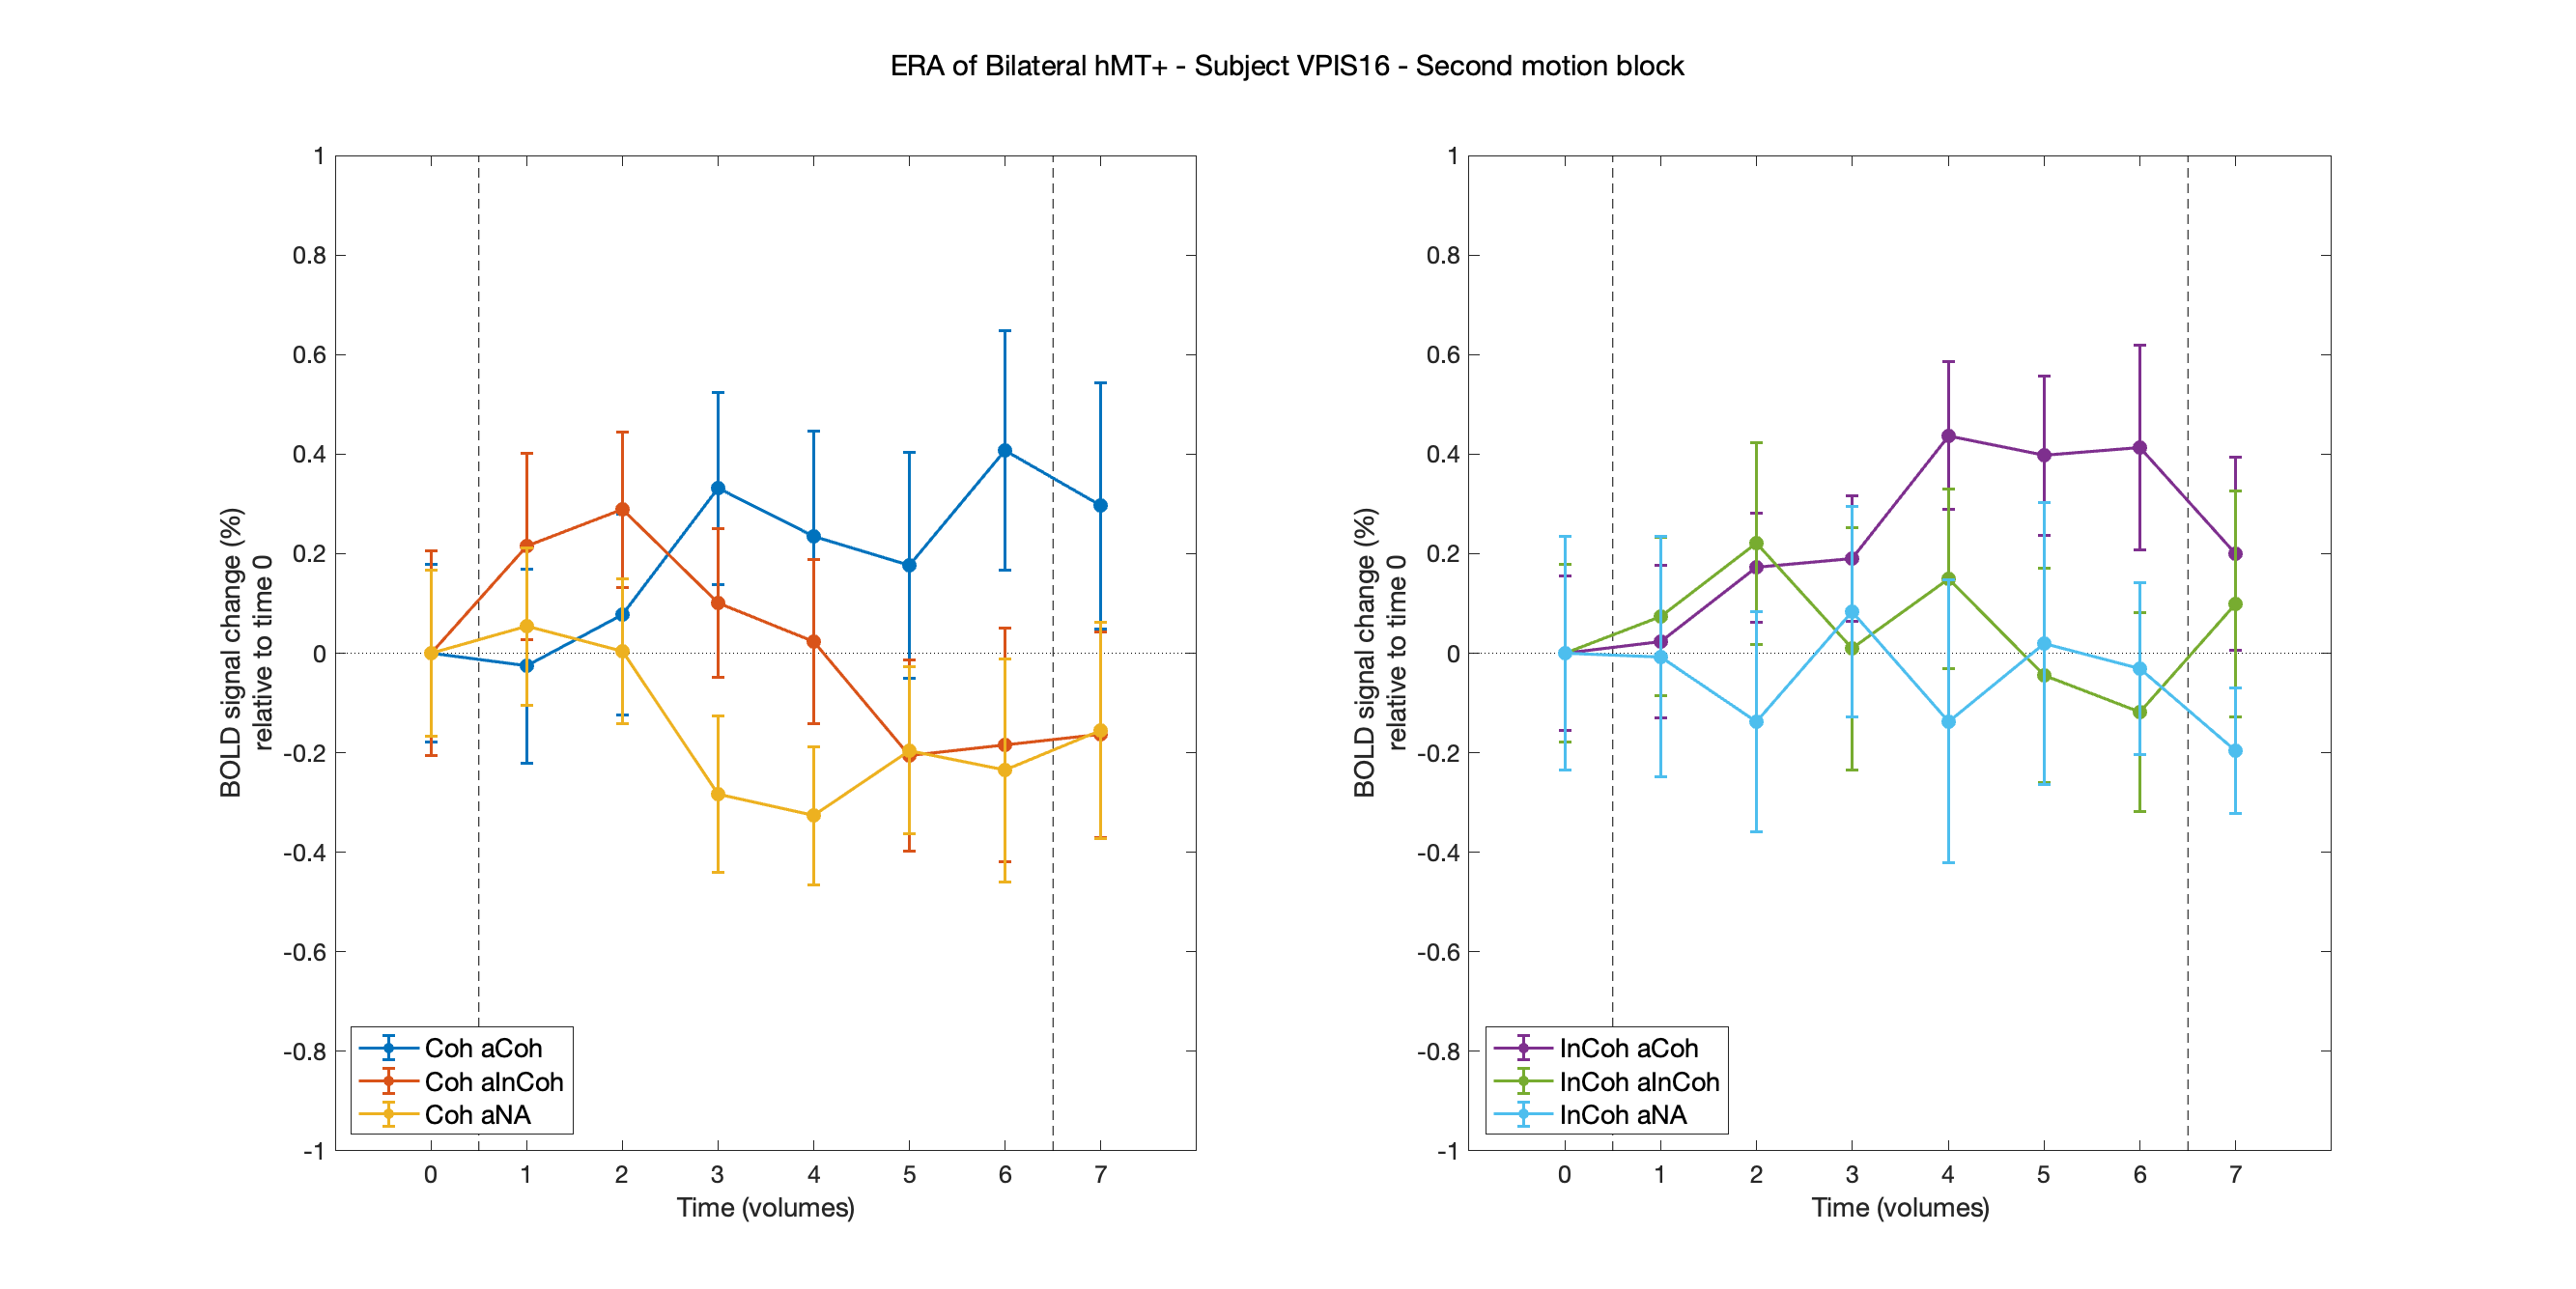 ERA of Bilateral hMT+ - Subject VPIS16 - Second motion block
BOLD signal change (%)
relative to time 0
1
0.8
0.6
0.4
0.2
0
-0.2
-0.4
-0.6
-0.8
-1
Coh aCoh
Coh aInCoh
Coh aNA
0 1 2 3 4 5 6 7
Time (volumes)
BOLD signal change (%)
relative to time 0
1
0.8
0.6
0.4
0.2
0
-0.2
-0.4
-0.6
-0.8
-1
InCoh aCoh
InCoh aInCoh
InCoh aNA
0 1 2 3 4 5 6 7
Time (volumes)